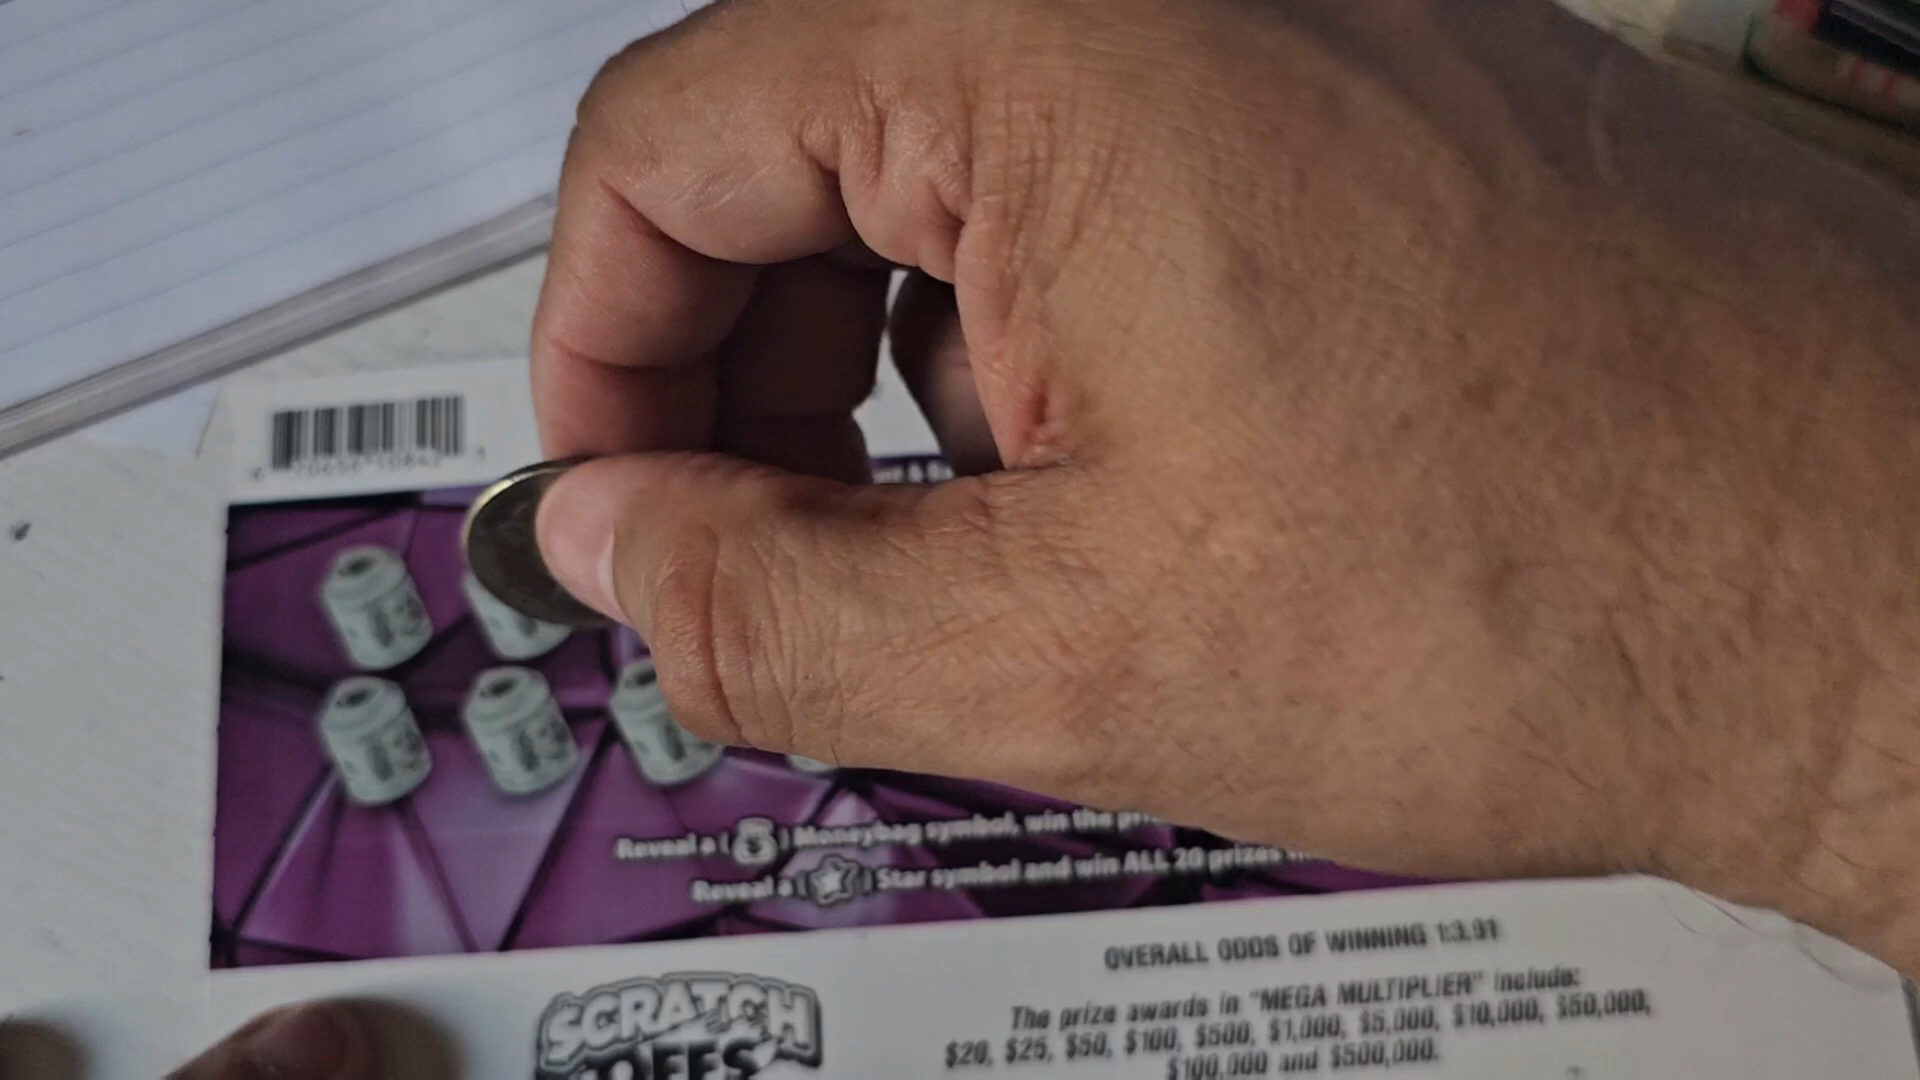 Reveal a ( ) Moneybag symbol, win the
Reveal a ( ) Star symbol and win ALL 20 prizes
OVERALL ODDS OF WINNING 1:3.91
SCRATCH
OFFS
The prize awards in "MEGA MULTIPLIER" include:
$20, $25, $50, $100, $500, $1,000, $5,000, $10,000, $50,000,
$100,000 and $500,000.